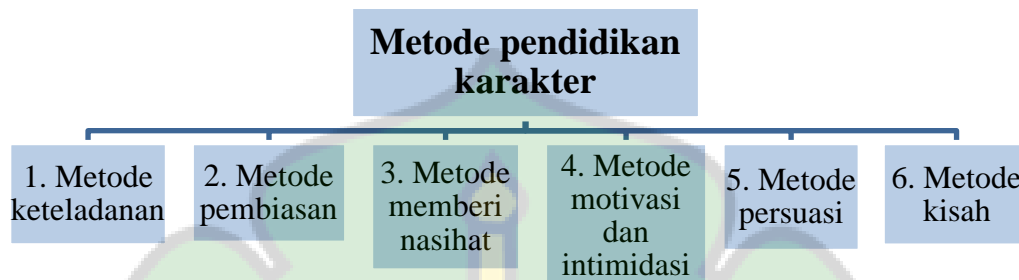 Metode pendidikan
karakter
1. Metode
keteladanan
2. Metode
pembiasan
3. Metode
memberi
nasihat
4. Metode
motivasi
dan
intimidasi
5. Metode
persuasi
6. Metode
kisah